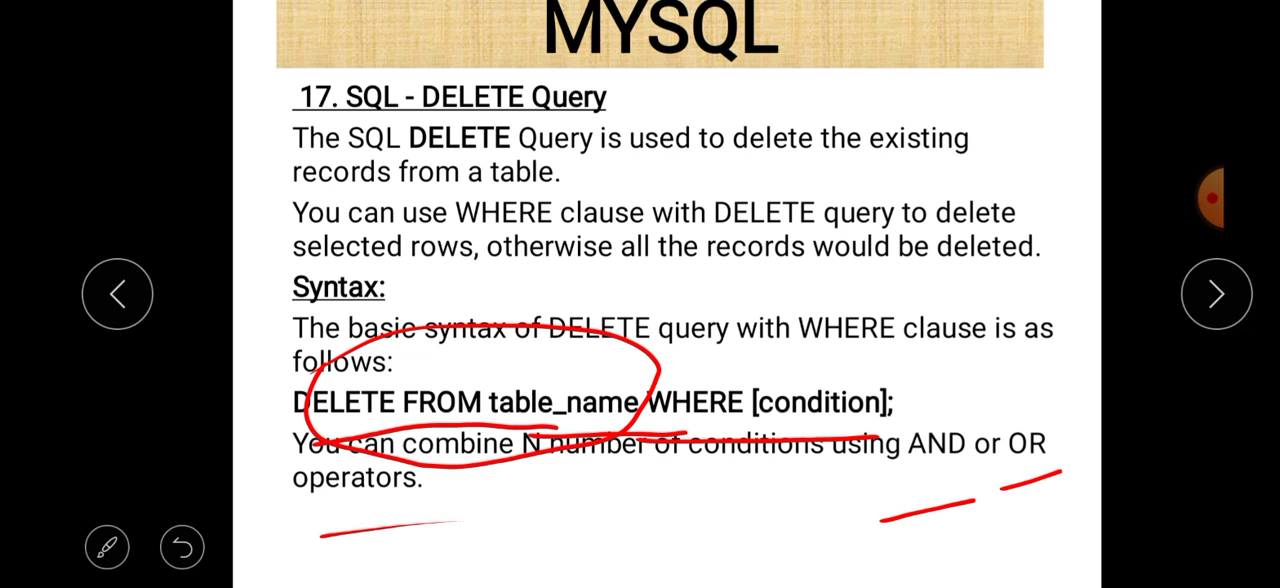 MYSQL
17. SQL - DELETE Query
The SQL DELETE Query is used to delete the existing
records from a table.
You can use WHERE clause with DELETE query to delete
selected rows, otherwise all the records would be deleted.
Syntax:
The basic syntax of DELETE query with WHERE clause is as
follows:
DELETE FROM table_name WHERE [condition];
You can combine N number of conditions using AND or OR
operators.